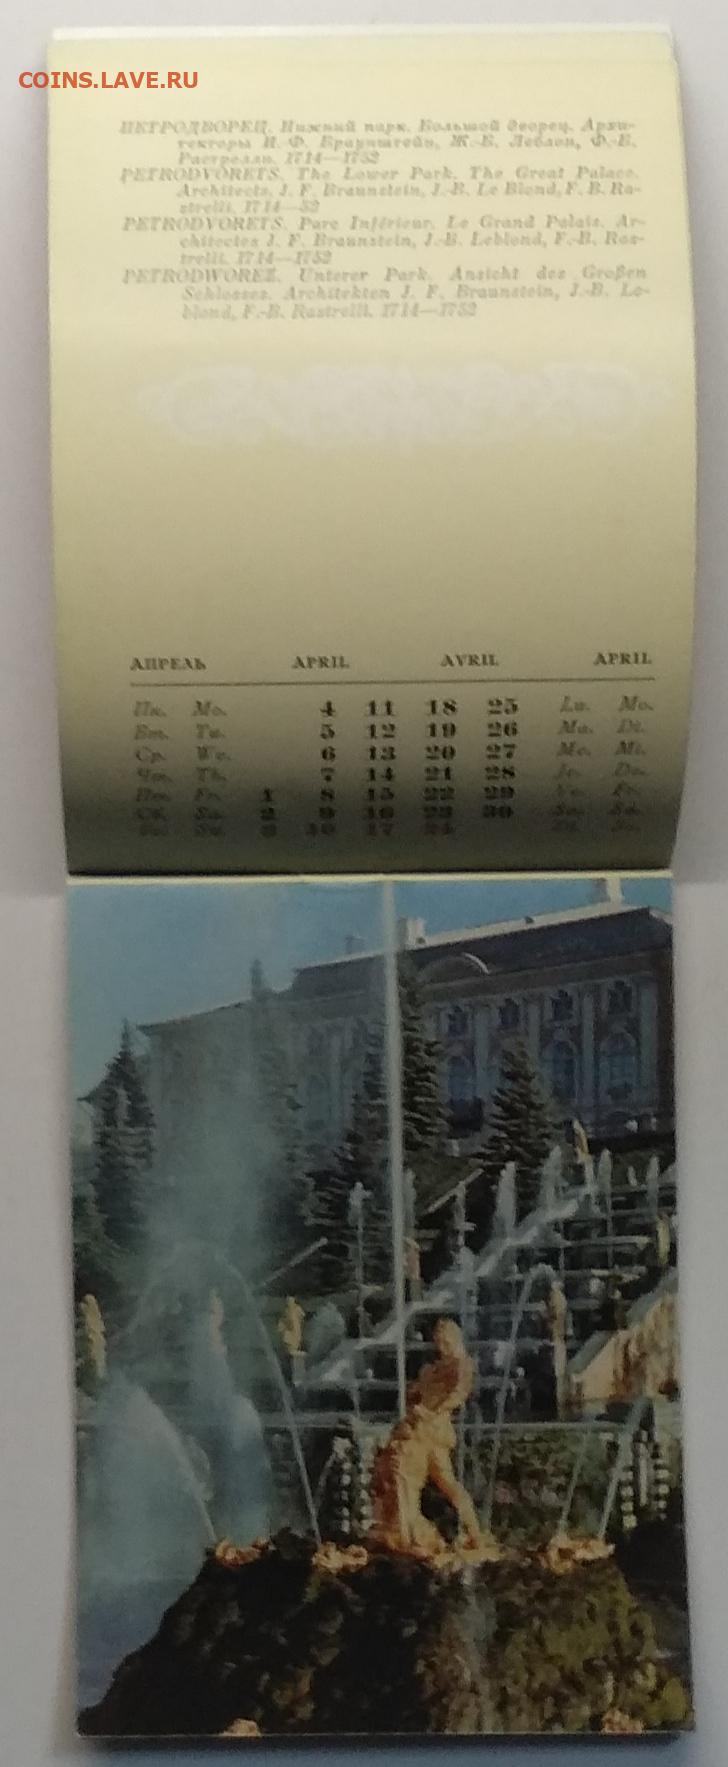 COINS.LAVE.RU
ПЕТРОДВОРЕЦ. Нижний парк. Большой дворец. Архи-
текторы И.-Ф. Браунштейн, Ж.-Б. Леблон, Ф.-Б.
Растрелли. 1714—1752
PETRODVORETS. The Lower Park. The Great Palace.
Architects. J. F. Braunstein, J.-B. Le Blond, F. B. Ra-
strelli. 1714—52
PETRODVORETS. Parc Inférieur. Le Grand Palais. Ar-
chitectes J. F. Braunstein, J.-B. Leblond, F.-B. Ras-
trelli. 1714—1752
PETRODWOREZ. Unterer Park. Ansicht des Großen
Schlosses. Architekten J. F. Braunstein, J.-B. Le-
blond, F.-B. Rastrelli. 1714—1752
АПРЕЛЬ APRIL AVRIL APRIL
Пн. Mo. 4 11 18 25 Lu. Mo.
Вт. Tu. 5 12 19 26 Ma. Di.
Ср. We. 6 13 20 27 Me. Mi.
Чт. Th. 7 14 21 28 Je. Do.
Пт. Fr. 1 8 15 22 29 Ve. Fr.
Сб. Sa. 2 9 16 23 30 Sa. Sa.
Su. 3 10 17 24 Di. So.